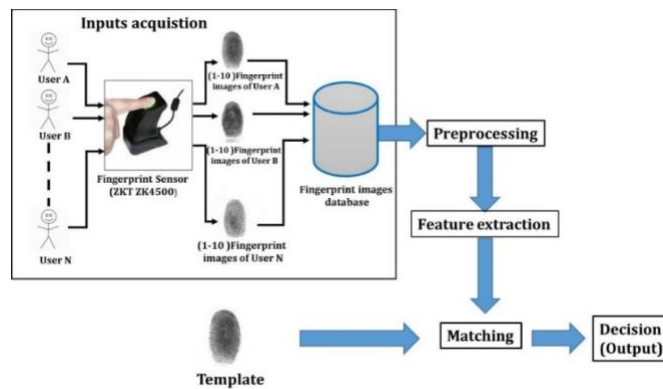 Inputs acquistion
User A
User B
User N
Fingerprint Sensor
(ZKT ZK4500)
(1-10 )Fingerprint
images of User A
(1-10 )Fingerprint
images of User B
(1-10 )Fingerprint
images of User N
Fingerprint images
database
Preprocessing
Feature extraction
Matching
Decision
(Output)
Template